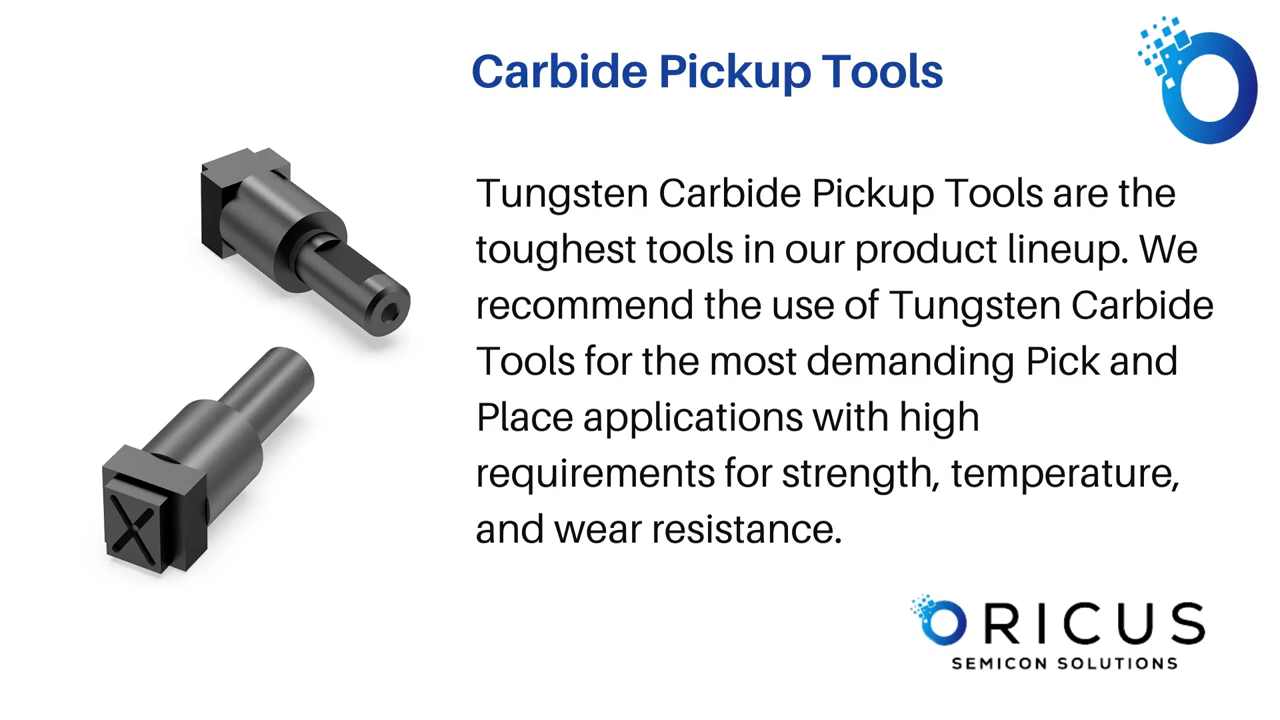 Carbide Pickup Tools
Tungsten Carbide Pickup Tools are the
toughest tools in our product lineup. We
recommend the use of Tungsten Carbide
Tools for the most demanding Pick and
Place applications with high
requirements for strength, temperature,
and wear resistance.
ORICUS
SEMICON SOLUTIONS